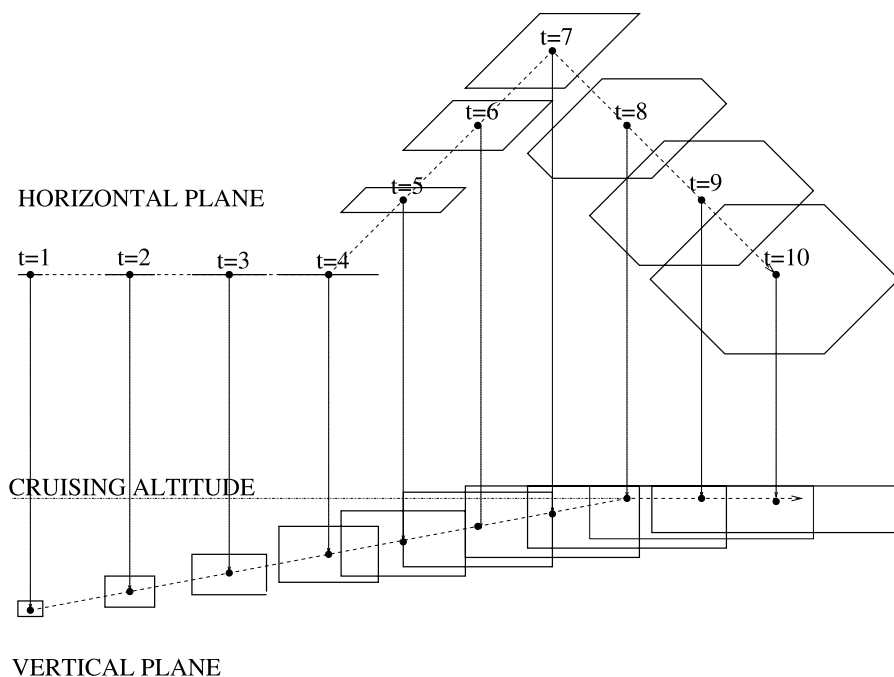 t=7
t=6
t=8
t=5
t=9
HORIZONTAL PLANE
t=1
t=2
t=3
t=4
t=10
CRUISING ALTITUDE
VERTICAL PLANE